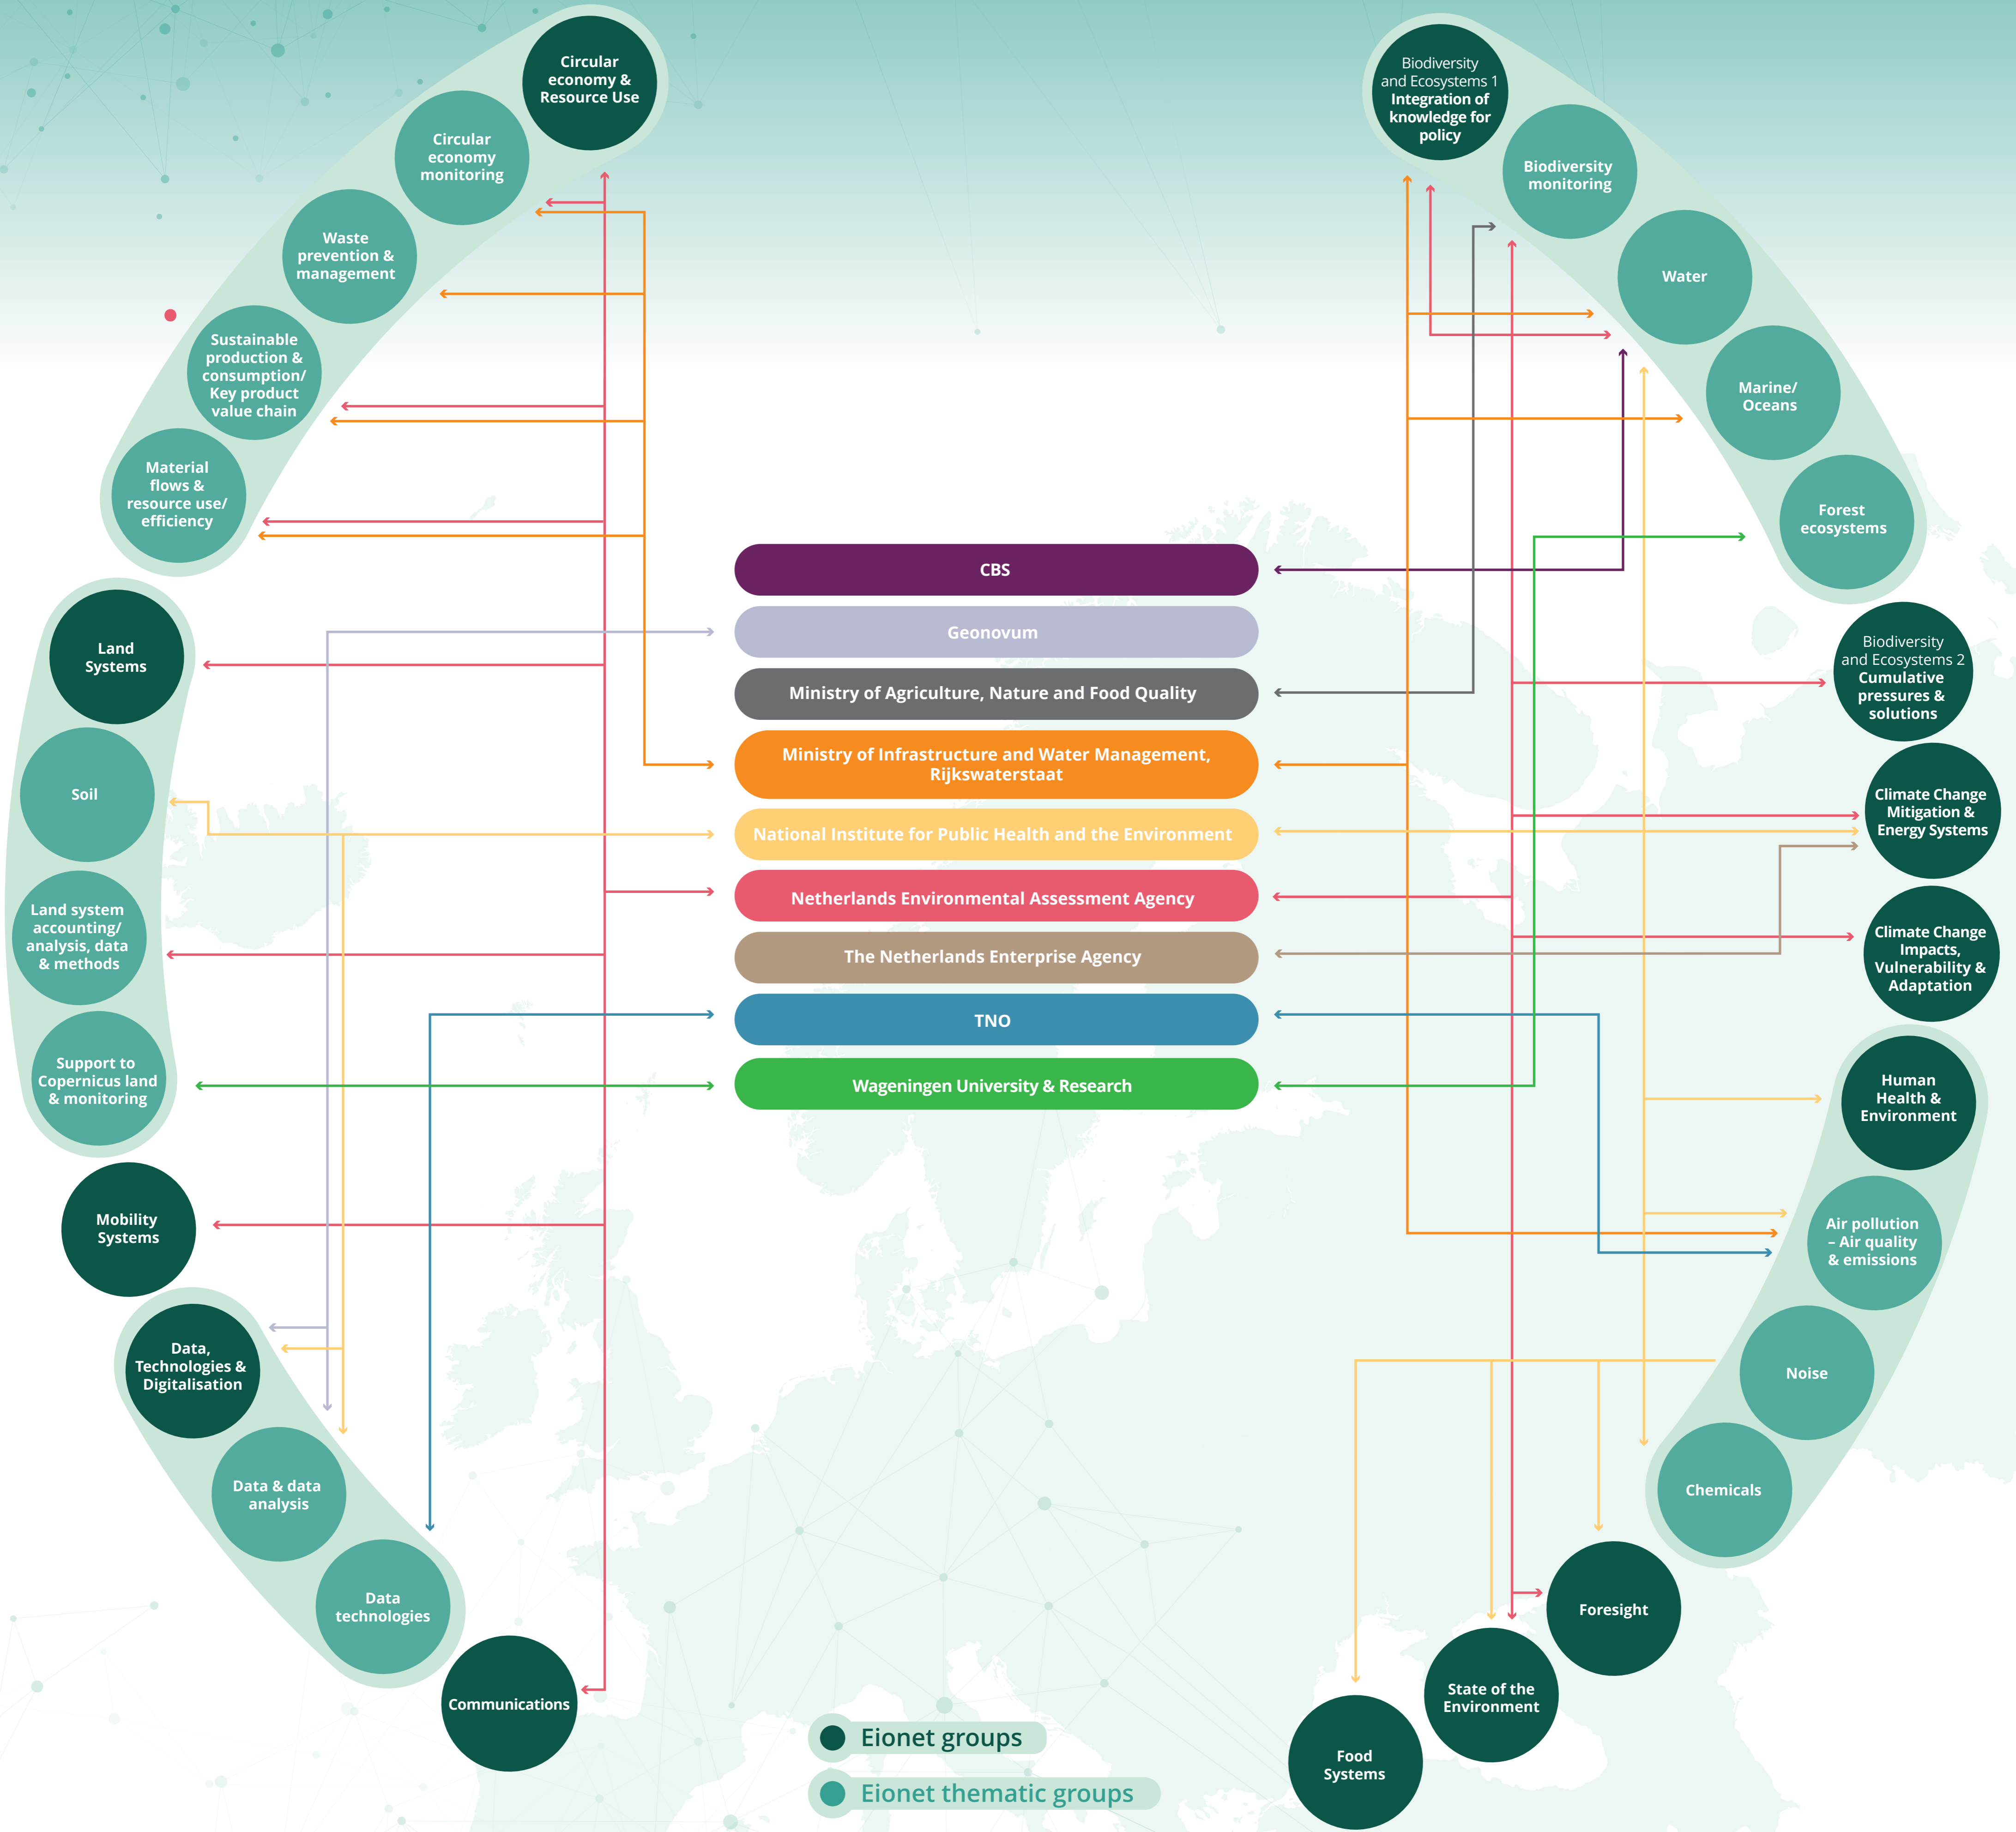 Circular
economy &
Resource Use
Circular
economy
monitoring
Waste
prevention &
management
Sustainable
production &
consumption/
Key product
value chain
Material
flows &
resource use/
efficiency
Land
Systems
Soil
Land system
accounting/
analysis, data
& methods
Support to
Copernicus land
& monitoring
Mobility
Systems
Data,
Technologies &
Digitalisation
Data & data
analysis
Data
technologies
Communications
CBS
Geonovum
Ministry of Agriculture, Nature and Food Quality
Ministry of Infrastructure and Water Management,
Rijkswaterstaat
National Institute for Public Health and the Environment
Netherlands Environmental Assessment Agency
The Netherlands Enterprise Agency
TNO
Wageningen University & Research
Biodiversity
and Ecosystems 1
Integration of
knowledge for
policy
Biodiversity
monitoring
Water
Marine/
Oceans
Forest
ecosystems
Biodiversity
and Ecosystems 2
Cumulative
pressures &
solutions
Climate Change
Mitigation &
Energy Systems
Climate Change
Impacts,
Vulnerability &
Adaptation
Human
Health &
Environment
Air pollution
– Air quality
& emissions
Noise
Chemicals
Foresight
State of the
Environment
Food
Systems
Eionet groups
Eionet thematic groups